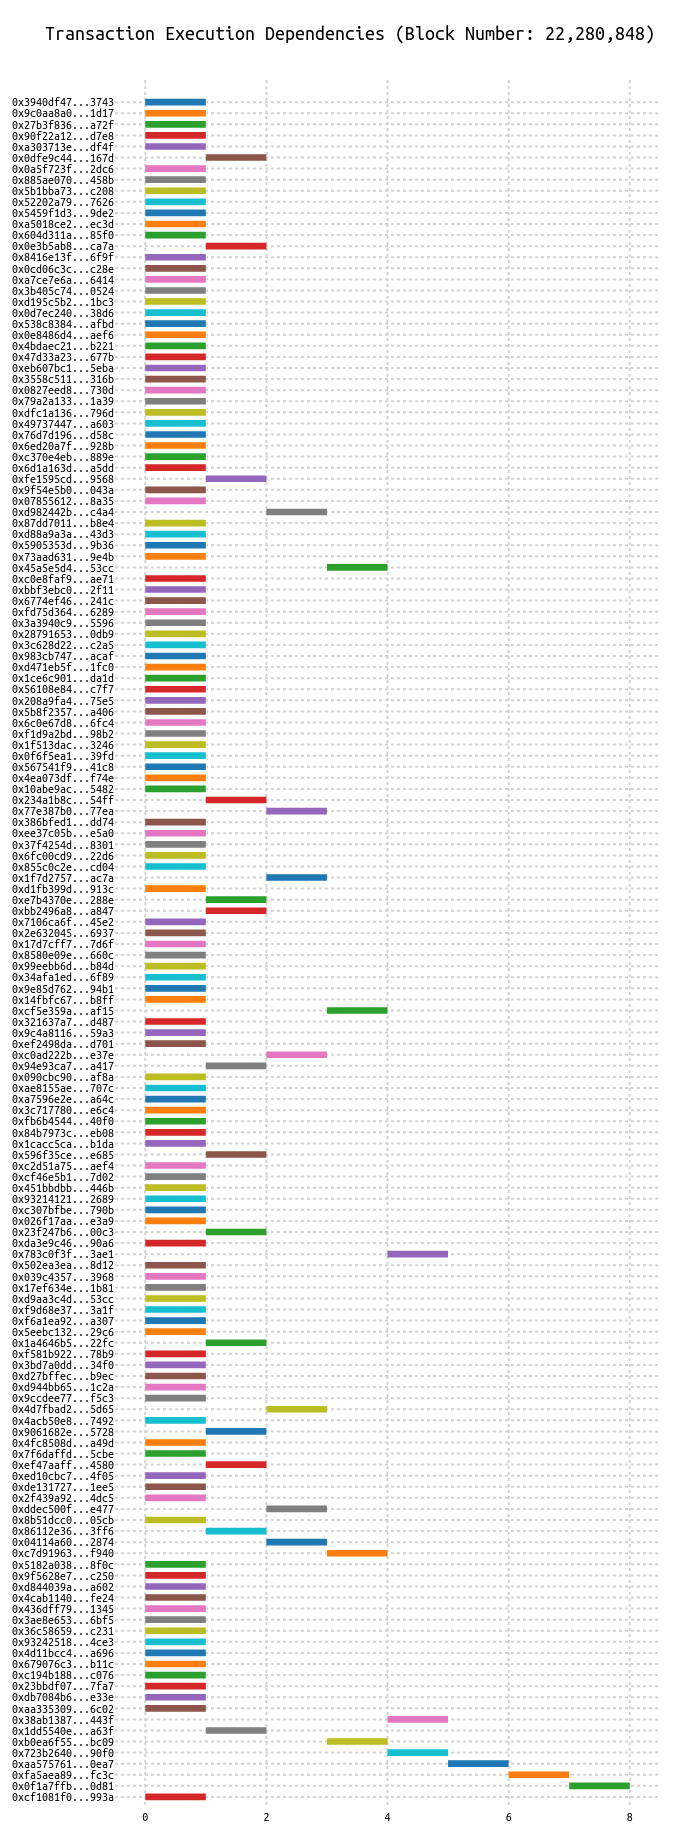 Transaction Execution Dependencies (Block Number: 22,280,848)
0x3940df47...3743
0x9c0aa8a0...1d17
0x27b3f836...a72f
0x90f22a12...d7e8
0xa303713e...df4f
0x0dfe9c44...167d
0x0a5f723f...2dc6
0x885ae070...458b
0x5b1bba73...c208
0x52202a79...7626
0x5459f1d3...9de2
0xa5018ce2...ec3d
0x604d311a...85f0
0x0e3b5ab8...ca7a
0x8416e13f...6f9f
0x0cd06c3c...c28e
0xa7ce7e6a...6414
0x3b405c74...0524
0xd195c5b2...1bc3
0x0d7ec240...38d6
0x538c8384...afbd
0x0e8486d4...aef6
0x4bdaec21...b221
0x47d33a23...677b
0xeb607bc1...5eba
0x3558c511...316b
0x0827eed8...730d
0x79a2a133...1a39
0xdfc1a136...796d
0x49737447...a603
0x76d7d196...d58c
0x6ed20a7f...928b
0xc370e4eb...889e
0x6d1a163d...a5dd
0xfe1595cd...9568
0x9f54e5b0...043a
0x07855612...8a35
0xd982442b...c4a4
0x87dd7011...b8e4
0xd88a9a3a...43d3
0x5905353d...9b36
0x73aad631...9e4b
0x45a5e5d4...53cc
0xc0e8faf9...ae71
0xbbf3ebc0...2f11
0x6774ef46...241c
0xfd75d364...6289
0x3a3940c9...5596
0x28791653...0db9
0x3c628d22...c2a5
0x983cb747...acaf
0xd471eb5f...1fc0
0x1ce6c901...da1d
0x56108e84...c7f7
0x208a9fa4...75e5
0x5b8f2357...a406
0x6c0e67d8...6fc4
0xf1d9a2bd...98b2
0x1f513dac...3246
0x0f6f5ea1...39fd
0x567541f9...41c8
0x4ea073df...f74e
0x10abe9ac...5482
0x234a1b8c...54ff
0x77e387b0...77ea
0x386bfed1...dd74
0xee37c05b...e5a0
0x37f4254d...8301
0x6fc00cd9...22d6
0x855c0c2e...cd04
0x1f7d2757...ac7a
0xd1fb399d...913c
0xe7b4370e...288e
0xbb2496a8...a847
0x7106ca6f...45e2
0x2e632045...6937
0x17d7cff7...7d6f
0x8580e09e...660c
0x99eebb6d...b84d
0x34afa1ed...6f89
0x9e85d762...94b1
0x14fbfc67...b8ff
0xcf5e359a...af15
0x321637a7...d487
0x9c4a8116...59a3
0xef2498da...d701
0xc0ad222b...e37e
0x94e93ca7...a417
0x090cbc90...af8a
0xae8155ae...707c
0xa7596e2e...a64c
0x3c717780...e6c4
0xfb6b4544...40f0
0x84b7973c...eb08
0x1cacc5ca...b1da
0x596f35ce...e685
0xc2d51a75...aef4
0xcf46e5b1...7d02
0x451bbdbb...446b
0x93214121...2689
0xc307bfbe...790b
0x026f17aa...e3a9
0x23f247b6...00c3
0xda3e9c46...90a6
0x783c0f3f...3ae1
0x502ea3ea...8d12
0x039c4357...3968
0x17ef634e...1b81
0xd9aa3c4d...53cc
0xf9d68e37...3a1f
0xf6a1ea92...a307
0x5eebc132...29c6
0x1a4646b5...22fc
0xf581b922...78b9
0x3bd7a0dd...34f0
0xd27bffec...b9ec
0xd944bb65...1c2a
0x9ccdee77...f5c3
0x4d7fbad2...5d65
0x4acb50e8...7492
0x9061682e...5728
0x4fc8508d...a49d
0x7f6daffd...5cbe
0xef47aaff...4580
0xed10cbc7...4f05
0xde131727...1ee5
0x2f439a92...4dc5
0xddec500f...e477
0x8b51dcc0...05cb
0x86112e36...3ff6
0x04114a60...2874
0xc7d91963...f940
0x5182a038...8f0c
0x9f5628e7...c250
0xd844039a...a602
0x4cab1140...fe24
0x436dff79...1345
0x3ae8e653...6bf5
0x36c58659...c231
0x93242518...4ce3
0x4d11bcc4...a696
0x679076c3...b11c
0xc194b188...c076
0x23bbdf07...7fa7
0xdb7084b6...e33e
0xaa335309...6c02
0x38ab1387...443f
0x1dd5540e...a63f
0xb0ea6f55...bc09
0x723b2640...90f0
0xaa575761...0ea7
0xfa5aea89...fc3c
0x0f1a7ffb...0d81
0xcf1081f0...993a
0 2 4 6 8